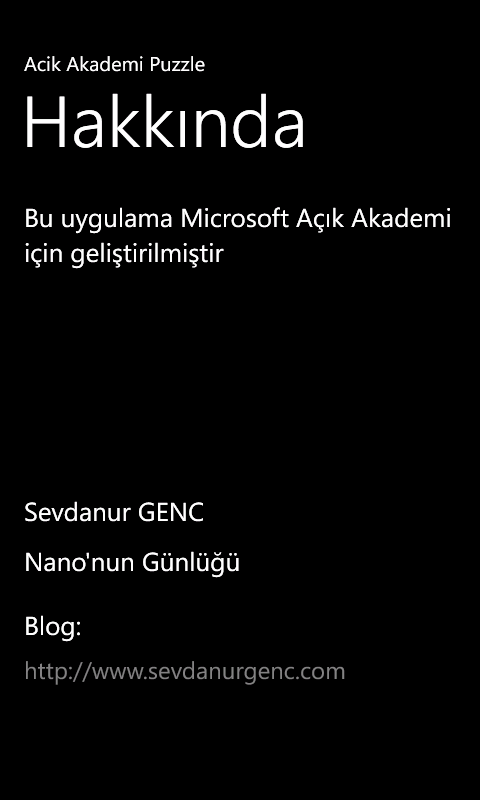 Acik Akademi Puzzle
Hakkında
Bu uygulama Microsoft Açık Akademi
için geliştirilmiştir
Sevdanur GENC
Nano'nun Günlüğü
Blog:
http://www.sevdanurgenc.com